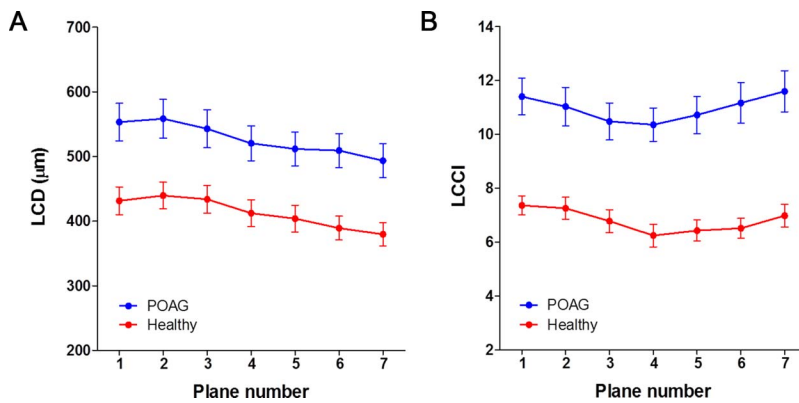 A
LCD (µm)
700
600
500
400
300
200
POAG
Healthy
1 2 3 4 5 6 7
Plane number
B
LCCI
14
12
10
8
6
4
2
POAG
Healthy
1 2 3 4 5 6 7
Plane number